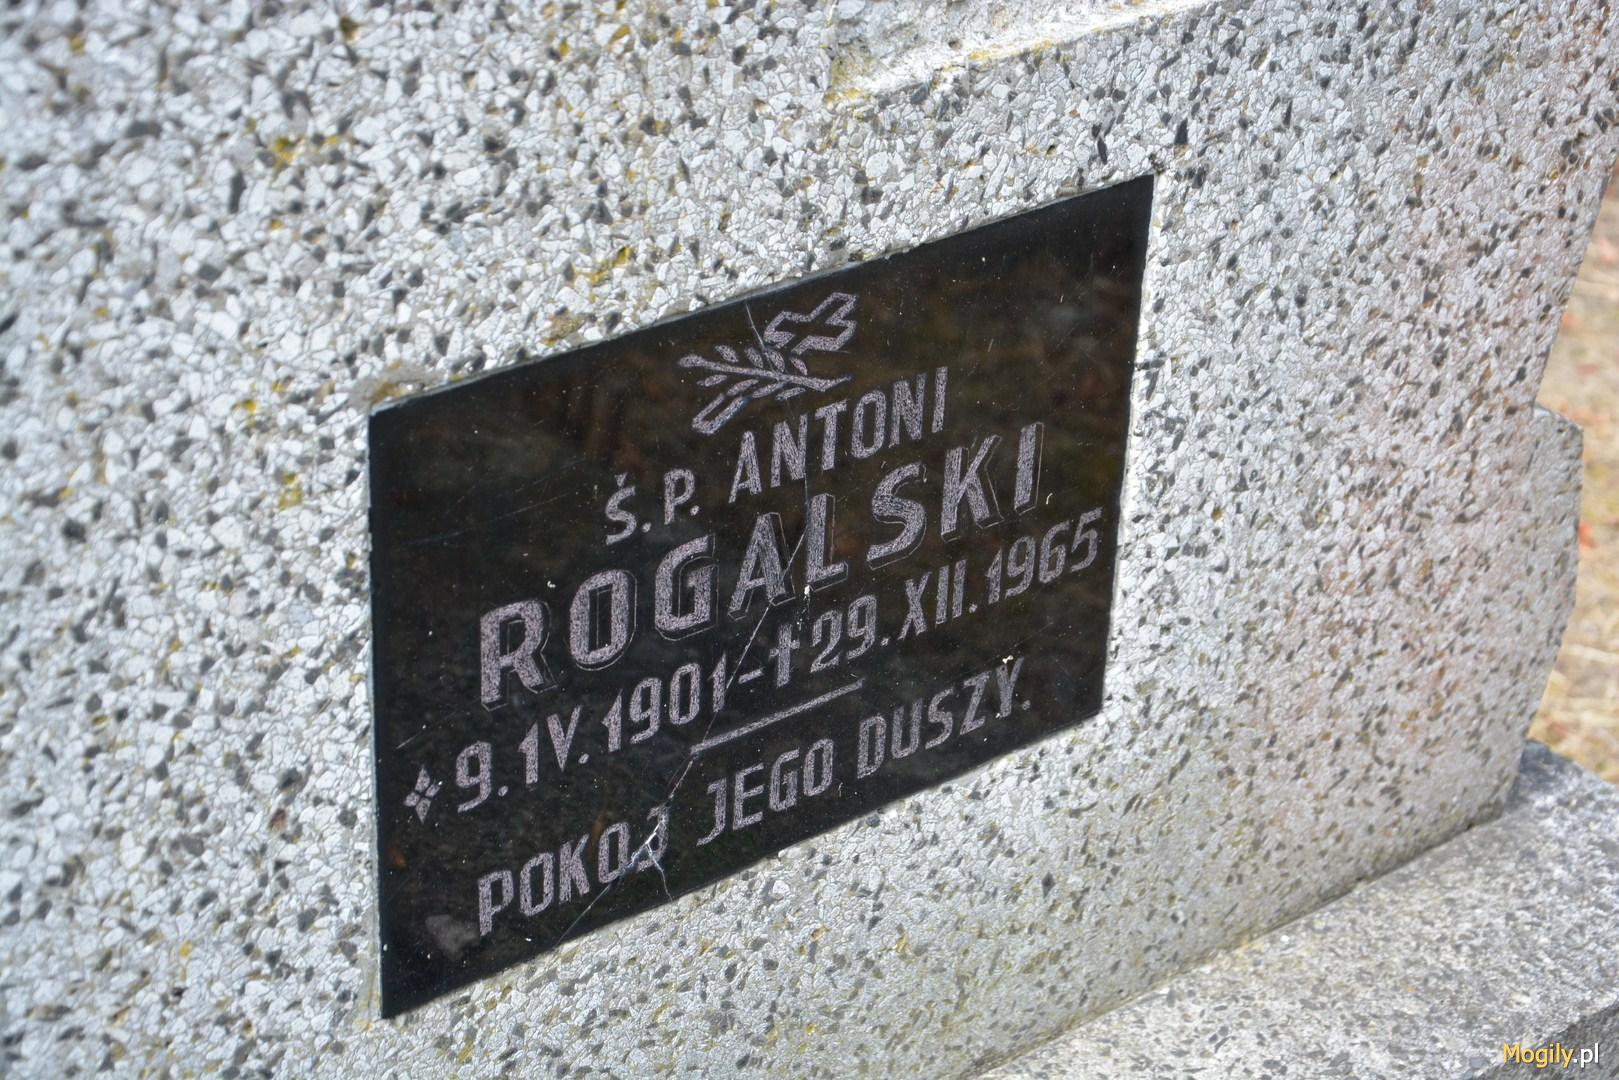 Ś.P. ANTONI
ROGALSKI
9.IV.1901-✝29.XII.1965
POKÓJ JEGO DUSZY.
Mogily.pl